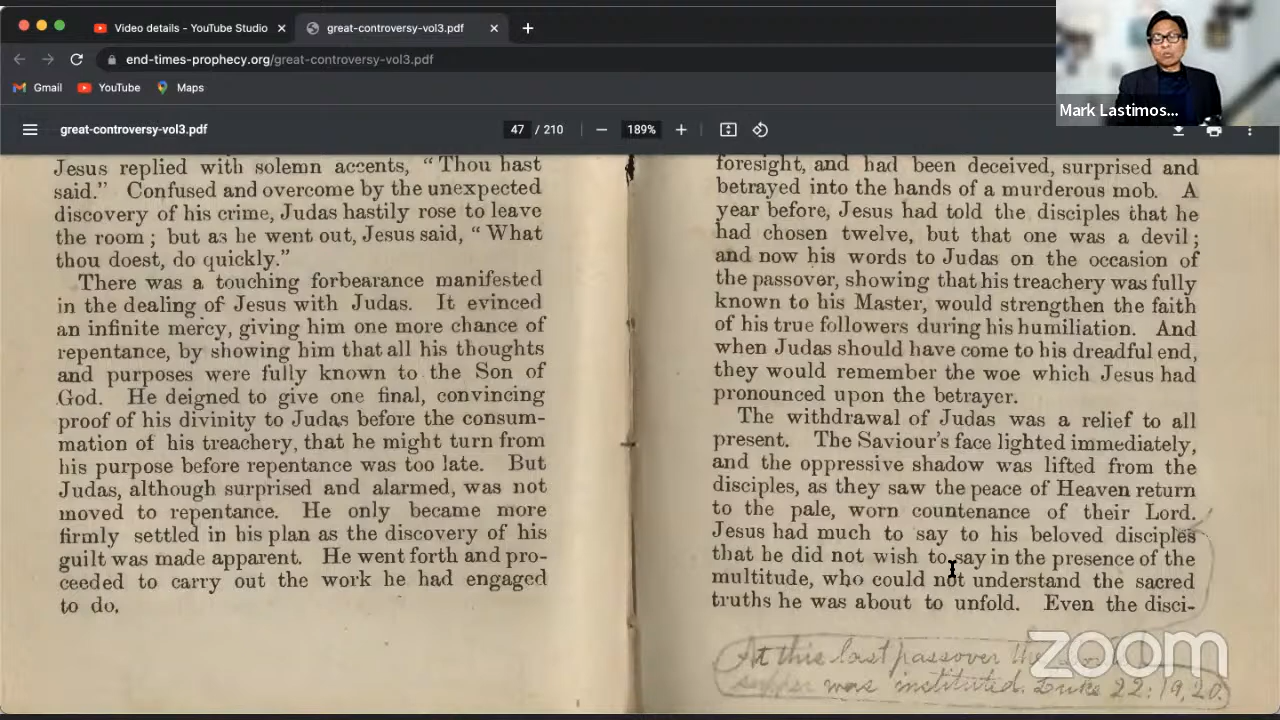 Video details - YouTube Studio
great-controversy-vol3.pdf
end-times-prophecy.org/great-controversy-vol3.pdf
Gmail
YouTube
Maps
Mark Lastimos...
great-controversy-vol3.pdf
47 / 210
189%
Jesus replied with solemn accents, “Thou hast
said.” Confused and overcome by the unexpected
discovery of his crime, Judas hastily rose to leave
the room ; but as he went out, Jesus said, “What
thou doest, do quickly.”
There was a touching forbearance manifested
in the dealing of Jesus with Judas. It evinced
an infinite mercy, giving him one more chance of
repentance, by showing him that all his thoughts
and purposes were fully known to the Son of
God. He deigned to give one final, convincing
proof of his divinity to Judas before the consum-
mation of his treachery, that he might turn from
his purpose before repentance was too late. But
Judas, although surprised and alarmed, was not
moved to repentance. He only became more
firmly settled in his plan as the discovery of his
guilt was made apparent. He went forth and pro-
ceeded to carry out the work he had engaged
to do.
foresight, and had been deceived, surprised and
betrayed into the hands of a murderous mob. A
year before, Jesus had told the disciples that he
had chosen twelve, but that one was a devil ;
and now his words to Judas on the occasion of
the passover, showing that his treachery was fully
known to his Master, would strengthen the faith
of his true followers during his humiliation. And
when Judas should have come to his dreadful end,
they would remember the woe which Jesus had
pronounced upon the betrayer.
The withdrawal of Judas was a relief to all
present. The Saviour’s face lighted immediately,
and the oppressive shadow was lifted from the
disciples, as they saw the peace of Heaven return
to the pale, worn countenance of their Lord.
Jesus had much to say to his beloved disciples
that he did not wish to say in the presence of the
multitude, who could not understand the sacred
truths he was about to unfold. Even the disci-
At this last passover the
supper was instituted. Luke 22:19,20.
zoom